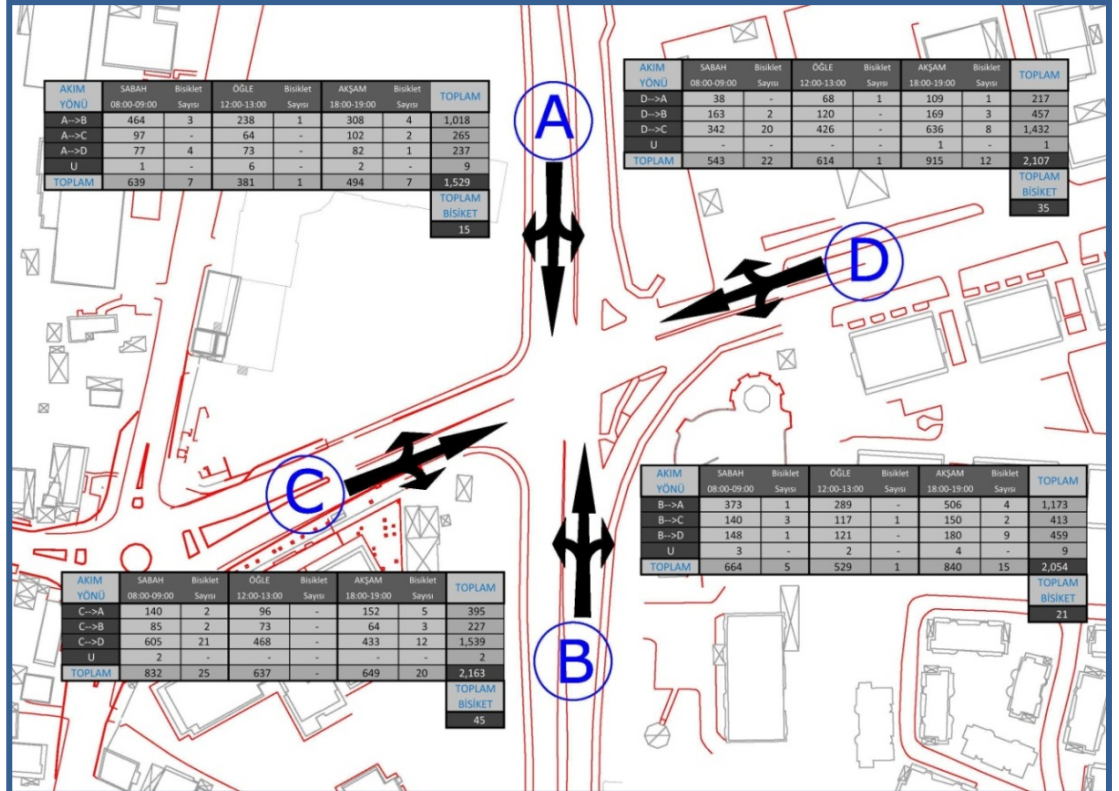 AKIM YÖNÜ SABAH 08:00-09:00 Bisiklet Sayısı ÖĞLE 12:00-13:00 Bisiklet Sayısı AKŞAM 18:00-19:00 Bisiklet Sayısı TOPLAM
A-->B 464 3 238 1 308 4 1,018
A-->C 97 - 64 - 102 2 265
A-->D 77 4 73 - 82 1 237
U 1 - 6 - 2 - 9
TOPLAM 639 7 381 1 494 7 1,529
TOPLAM
BİSİKET
15
A
AKIM YÖNÜ SABAH 08:00-09:00 Bisiklet Sayısı ÖĞLE 12:00-13:00 Bisiklet Sayısı AKŞAM 18:00-19:00 Bisiklet Sayısı TOPLAM
D-->A 38 - 68 1 109 1 217
D-->B 163 2 120 - 169 3 457
D-->C 342 20 426 - 636 8 1,432
U - - - - 1 - 1
TOPLAM 543 22 614 1 915 12 2,107
TOPLAM
BİSİKET
35
D
C
AKIM YÖNÜ SABAH 08:00-09:00 Bisiklet Sayısı ÖĞLE 12:00-13:00 Bisiklet Sayısı AKŞAM 18:00-19:00 Bisiklet Sayısı TOPLAM
B-->A 373 1 289 - 506 4 1,173
B-->C 140 3 117 1 150 2 413
B-->D 148 1 121 - 180 9 459
U 3 - 2 - 4 - 9
TOPLAM 664 5 529 1 840 15 2,054
TOPLAM
BİSİKET
21
AKIM YÖNÜ SABAH 08:00-09:00 Bisiklet Sayısı ÖĞLE 12:00-13:00 Bisiklet Sayısı AKŞAM 18:00-19:00 Bisiklet Sayısı TOPLAM
C-->A 140 2 96 - 152 5 395
C-->B 85 2 73 - 64 3 227
C-->D 605 21 468 - 433 12 1,539
U 2 - - - - - 2
TOPLAM 832 25 637 - 649 20 2,163
TOPLAM
BİSİKET
45
B